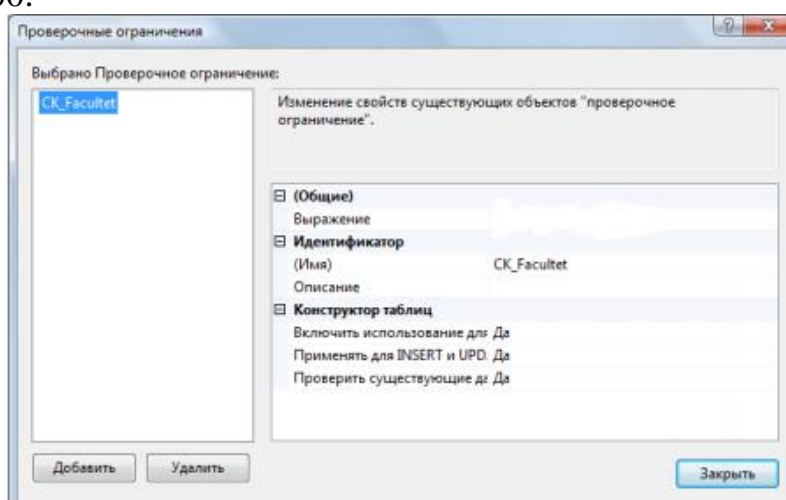 Проверочные ограничения
Выбрано Проверочное ограничение:
CK_Facultet
Изменение свойств существующих объектов "проверочное
ограничение".
(Общие)
Выражение
Идентификатор
(Имя) CK_Facultet
Описание
Конструктор таблиц
Включить использование для Да
Применять для INSERT и UPD. Да
Проверить существующие да Да
Добавить Удалить
Закрыть